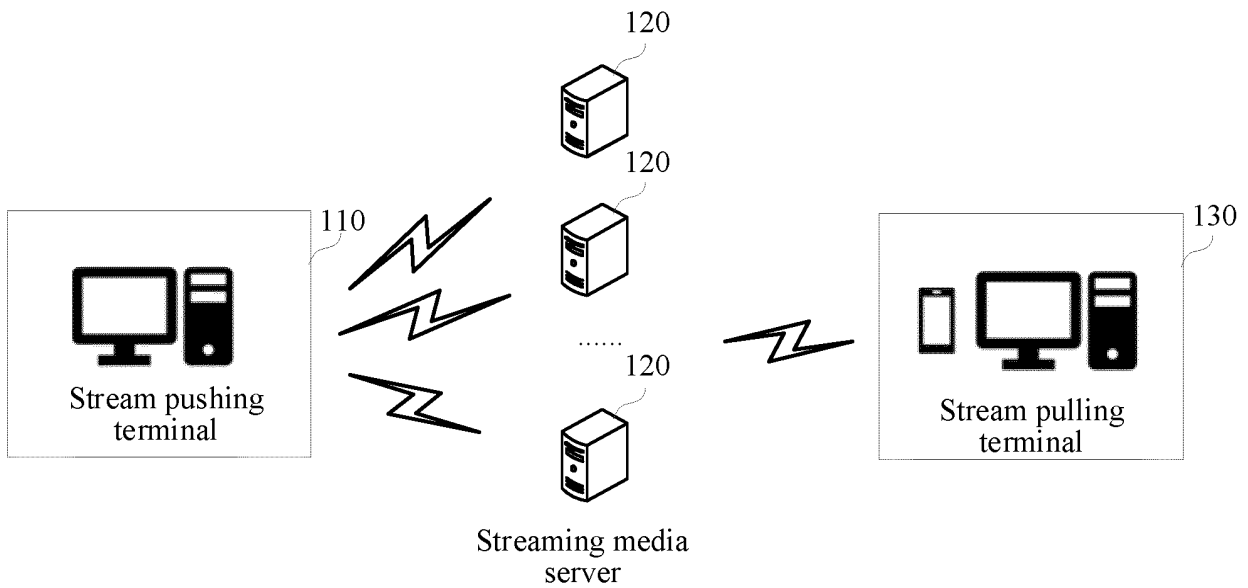 120
120
110
130
……
120
Stream pushing
terminal
Stream pulling
terminal
Streaming media
server